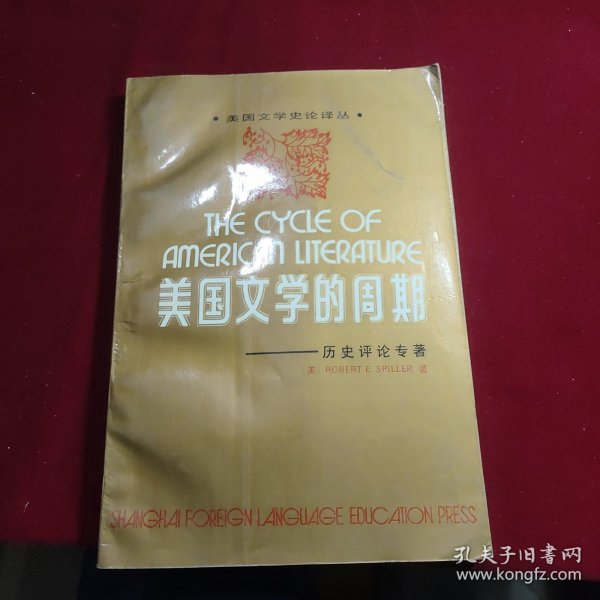 • 美国文学史论译丛 •
THE CYCLE OF
AMERICAN LITERATURE
美国文学的周期
——历史评论专著
〔美〕ROBERT E. SPILLER 著
SHANGHAI FOREIGN LANGUAGE EDUCATION PRESS
孔夫子旧书网
www.kongfz.com